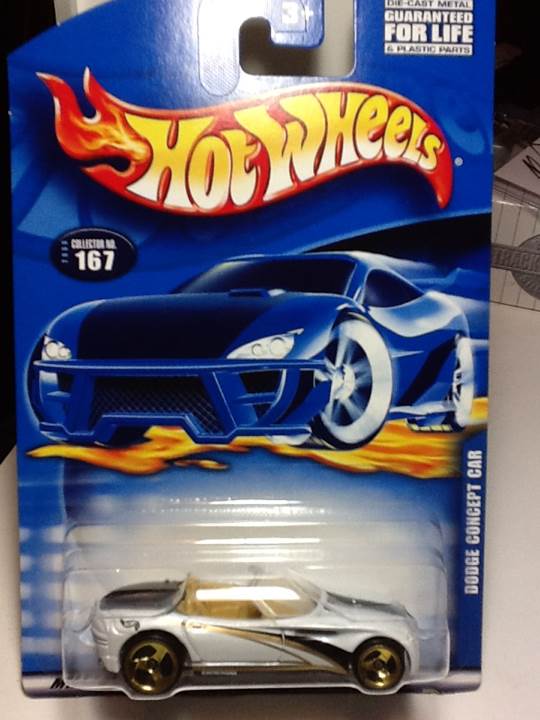 3+
DIE-CAST METAL
GUARANTEED
FOR LIFE
& PLASTIC PARTS
HOT WHEELS
®
COLLECTOR NO.
167
DODGE CONCEPT CAR